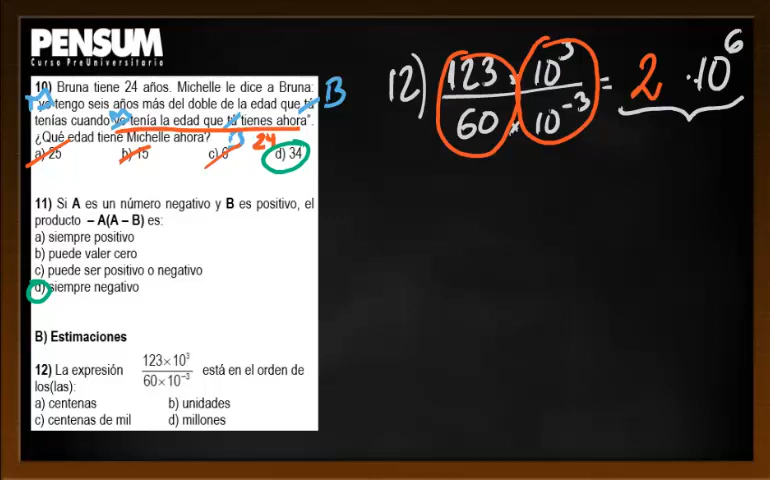 PENSUM
Curso PreUniversitario
10) Bruna tiene 24 años. Michelle le dice a Bruna:
"yo tengo seis años más del doble de la edad que tú
B
tenías cuando yo tenía la edad que tú tienes ahora".
¿Qué edad tiene Michelle ahora?
24
a) 25 b) 15 c) 6 d) 34
11) Si A es un número negativo y B es positivo, el
producto – A(A – B) es:
a) siempre positivo
b) puede valer cero
c) puede ser positivo o negativo
d) siempre negativo
B) Estimaciones
12) La expresión 123×10³ / 60×10⁻³ está en el orden de
los(las):
a) centenas b) unidades
c) centenas de mil d) millones
12) 123 × 10³ / 60 × 10⁻³ = 2 · 10⁶